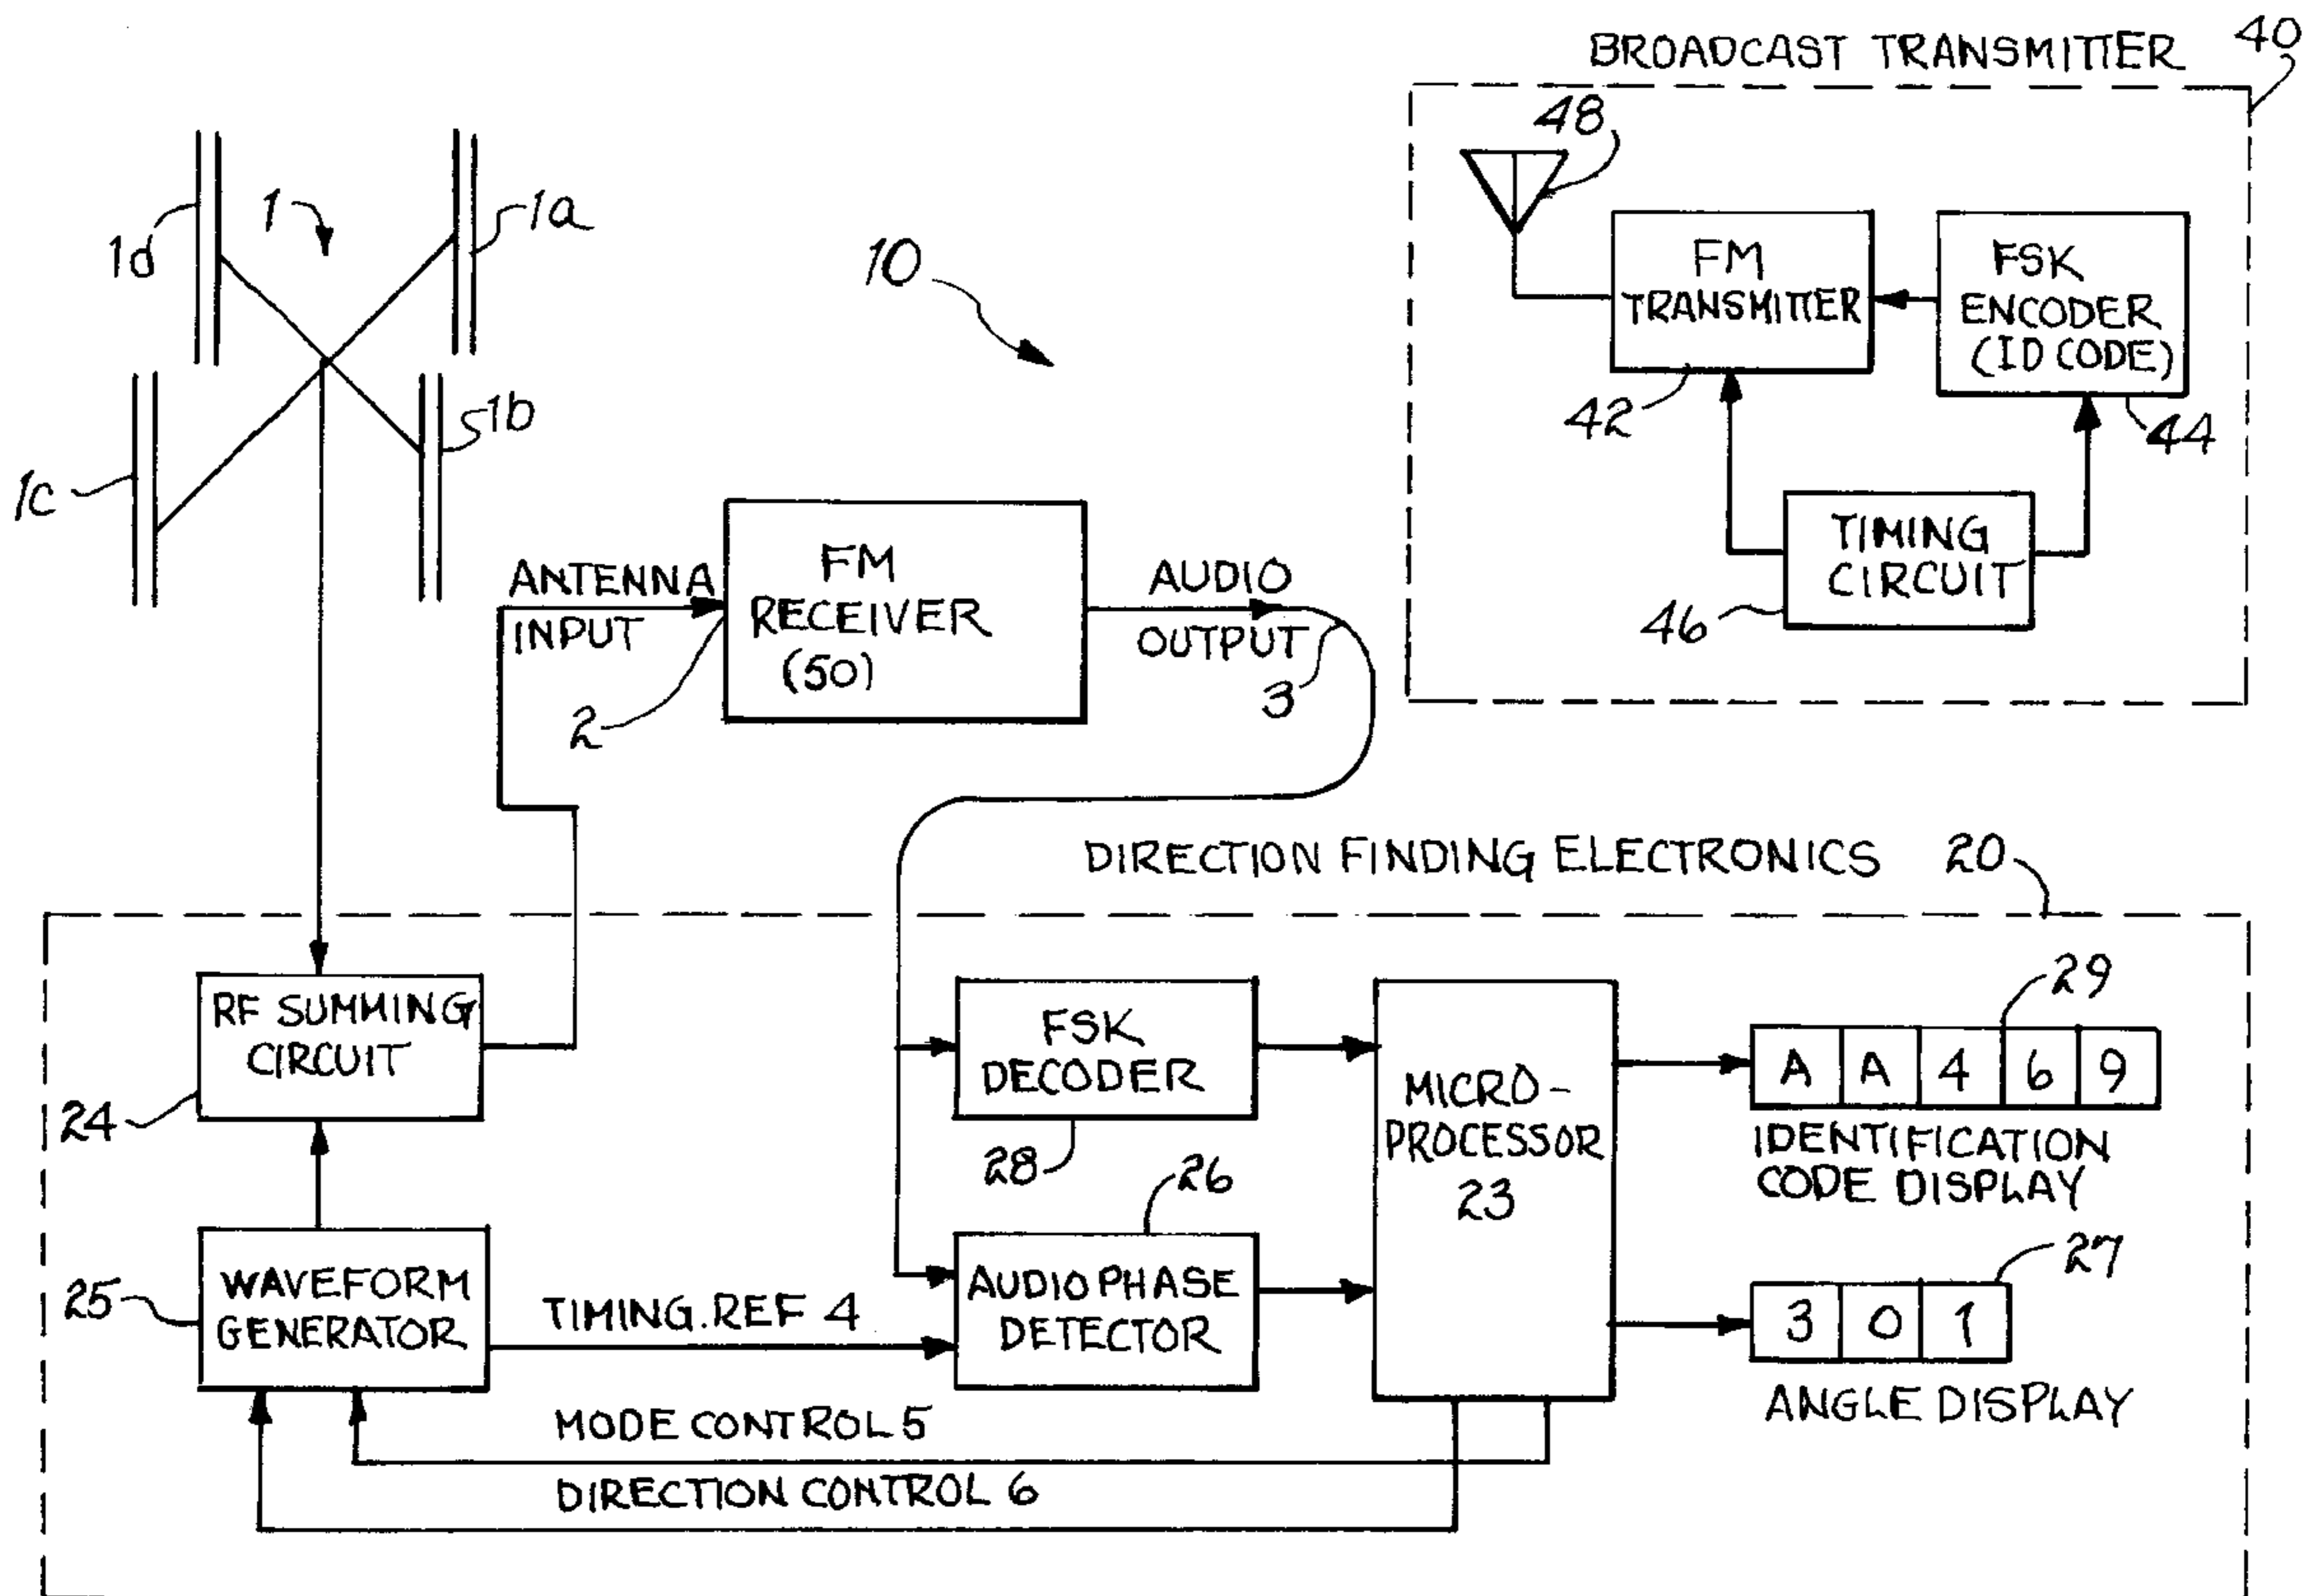 BROADCAST TRANSMITTER
40
48
1d
1
1a
10
FM
TRANSMITTER
FSK
ENCODER
(ID CODE)
42
44
1c
1b
TIMING
CIRCUIT
46
ANTENNA
INPUT
FM
RECEIVER
(50)
AUDIO
OUTPUT
2
3
DIRECTION FINDING ELECTRONICS
20
RF SUMMING
CIRCUIT
24
FSK
DECODER
28
MICRO-
PROCESSOR
23
29
A A 4 6 9
IDENTIFICATION
CODE DISPLAY
26
WAVEFORM
GENERATOR
25
TIMING.REF 4
AUDIO PHASE
DETECTOR
27
3 0 1
ANGLE DISPLAY
MODE CONTROL 5
DIRECTION CONTROL 6